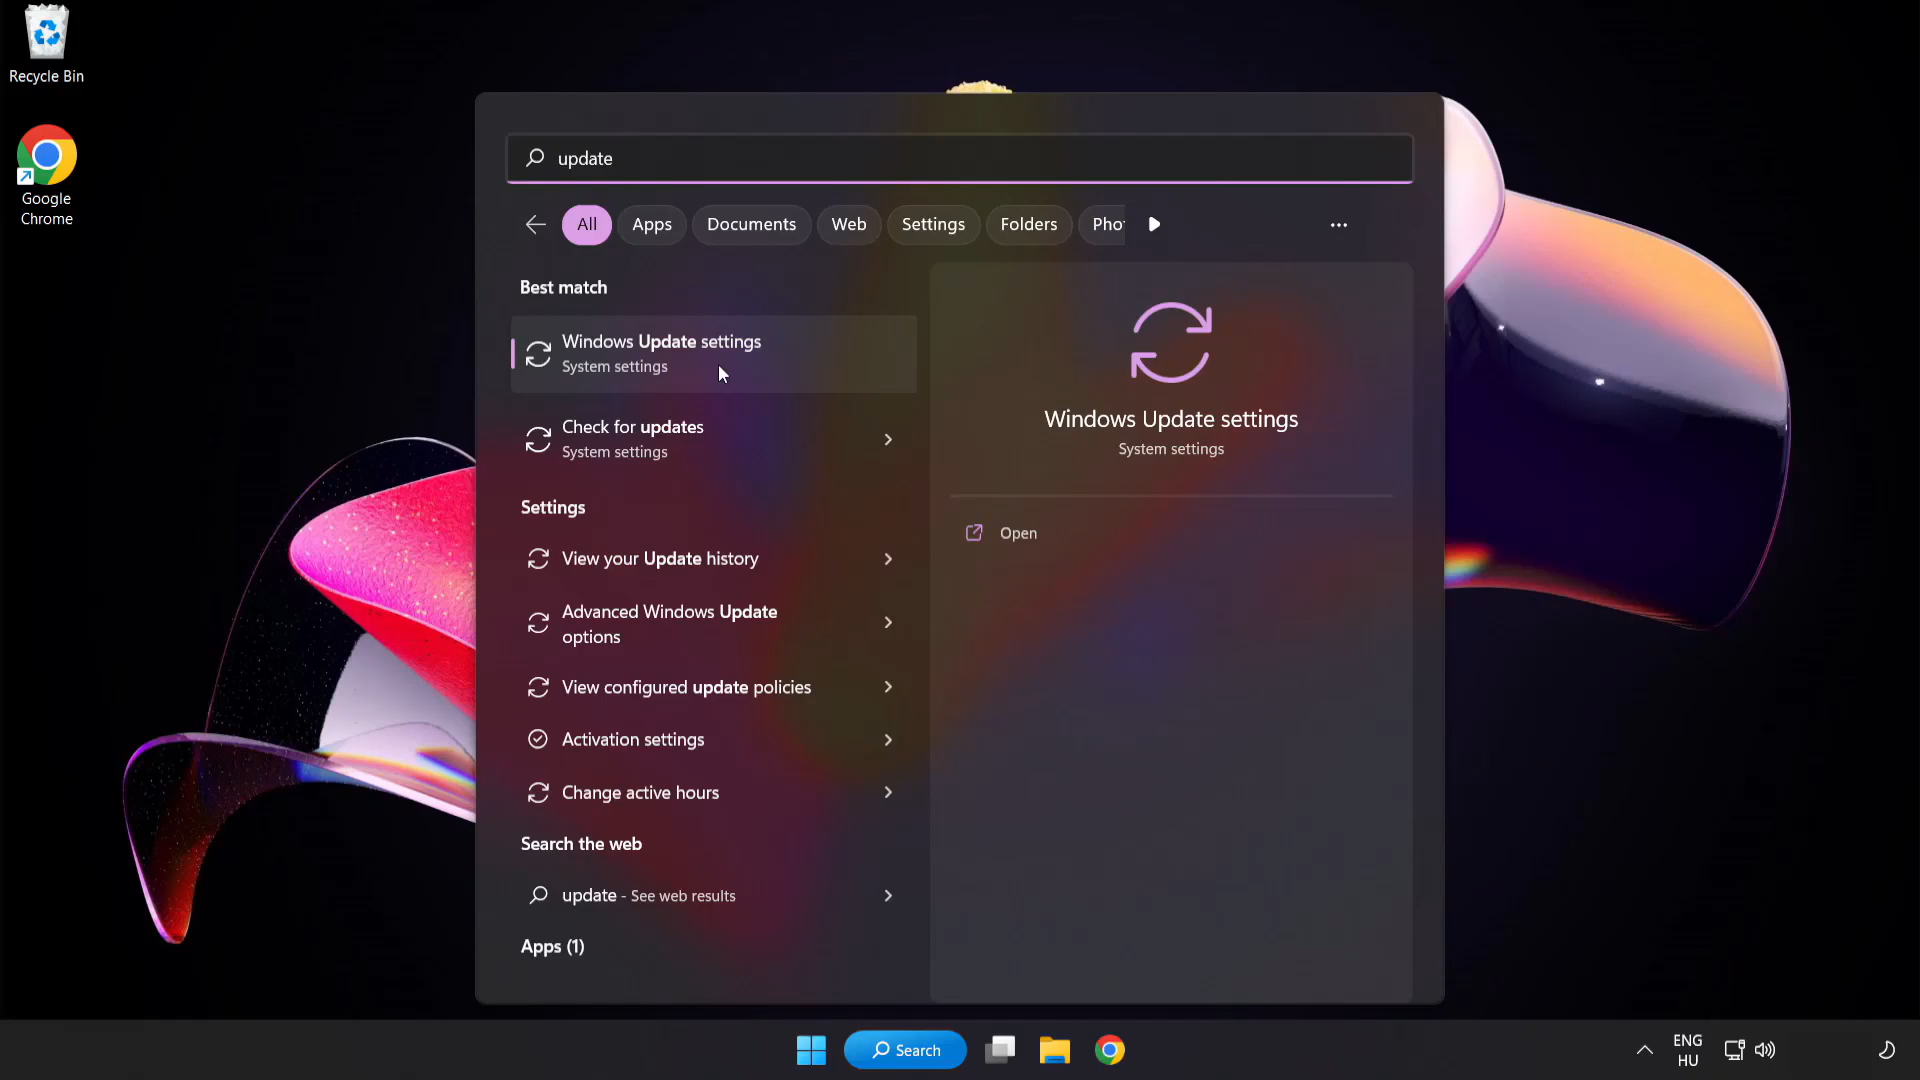 Recycle Bin
Google
Chrome
update
All
Apps
Documents
Web
Settings
Folders
Pho
Best match
Windows Update settings
System settings
Check for updates
System settings
Settings
View your Update history
Advanced Windows Update
options
View configured update policies
Activation settings
Change active hours
Search the web
update - See web results
Apps (1)
Windows Update settings
System settings
Open
Search
ENG
HU